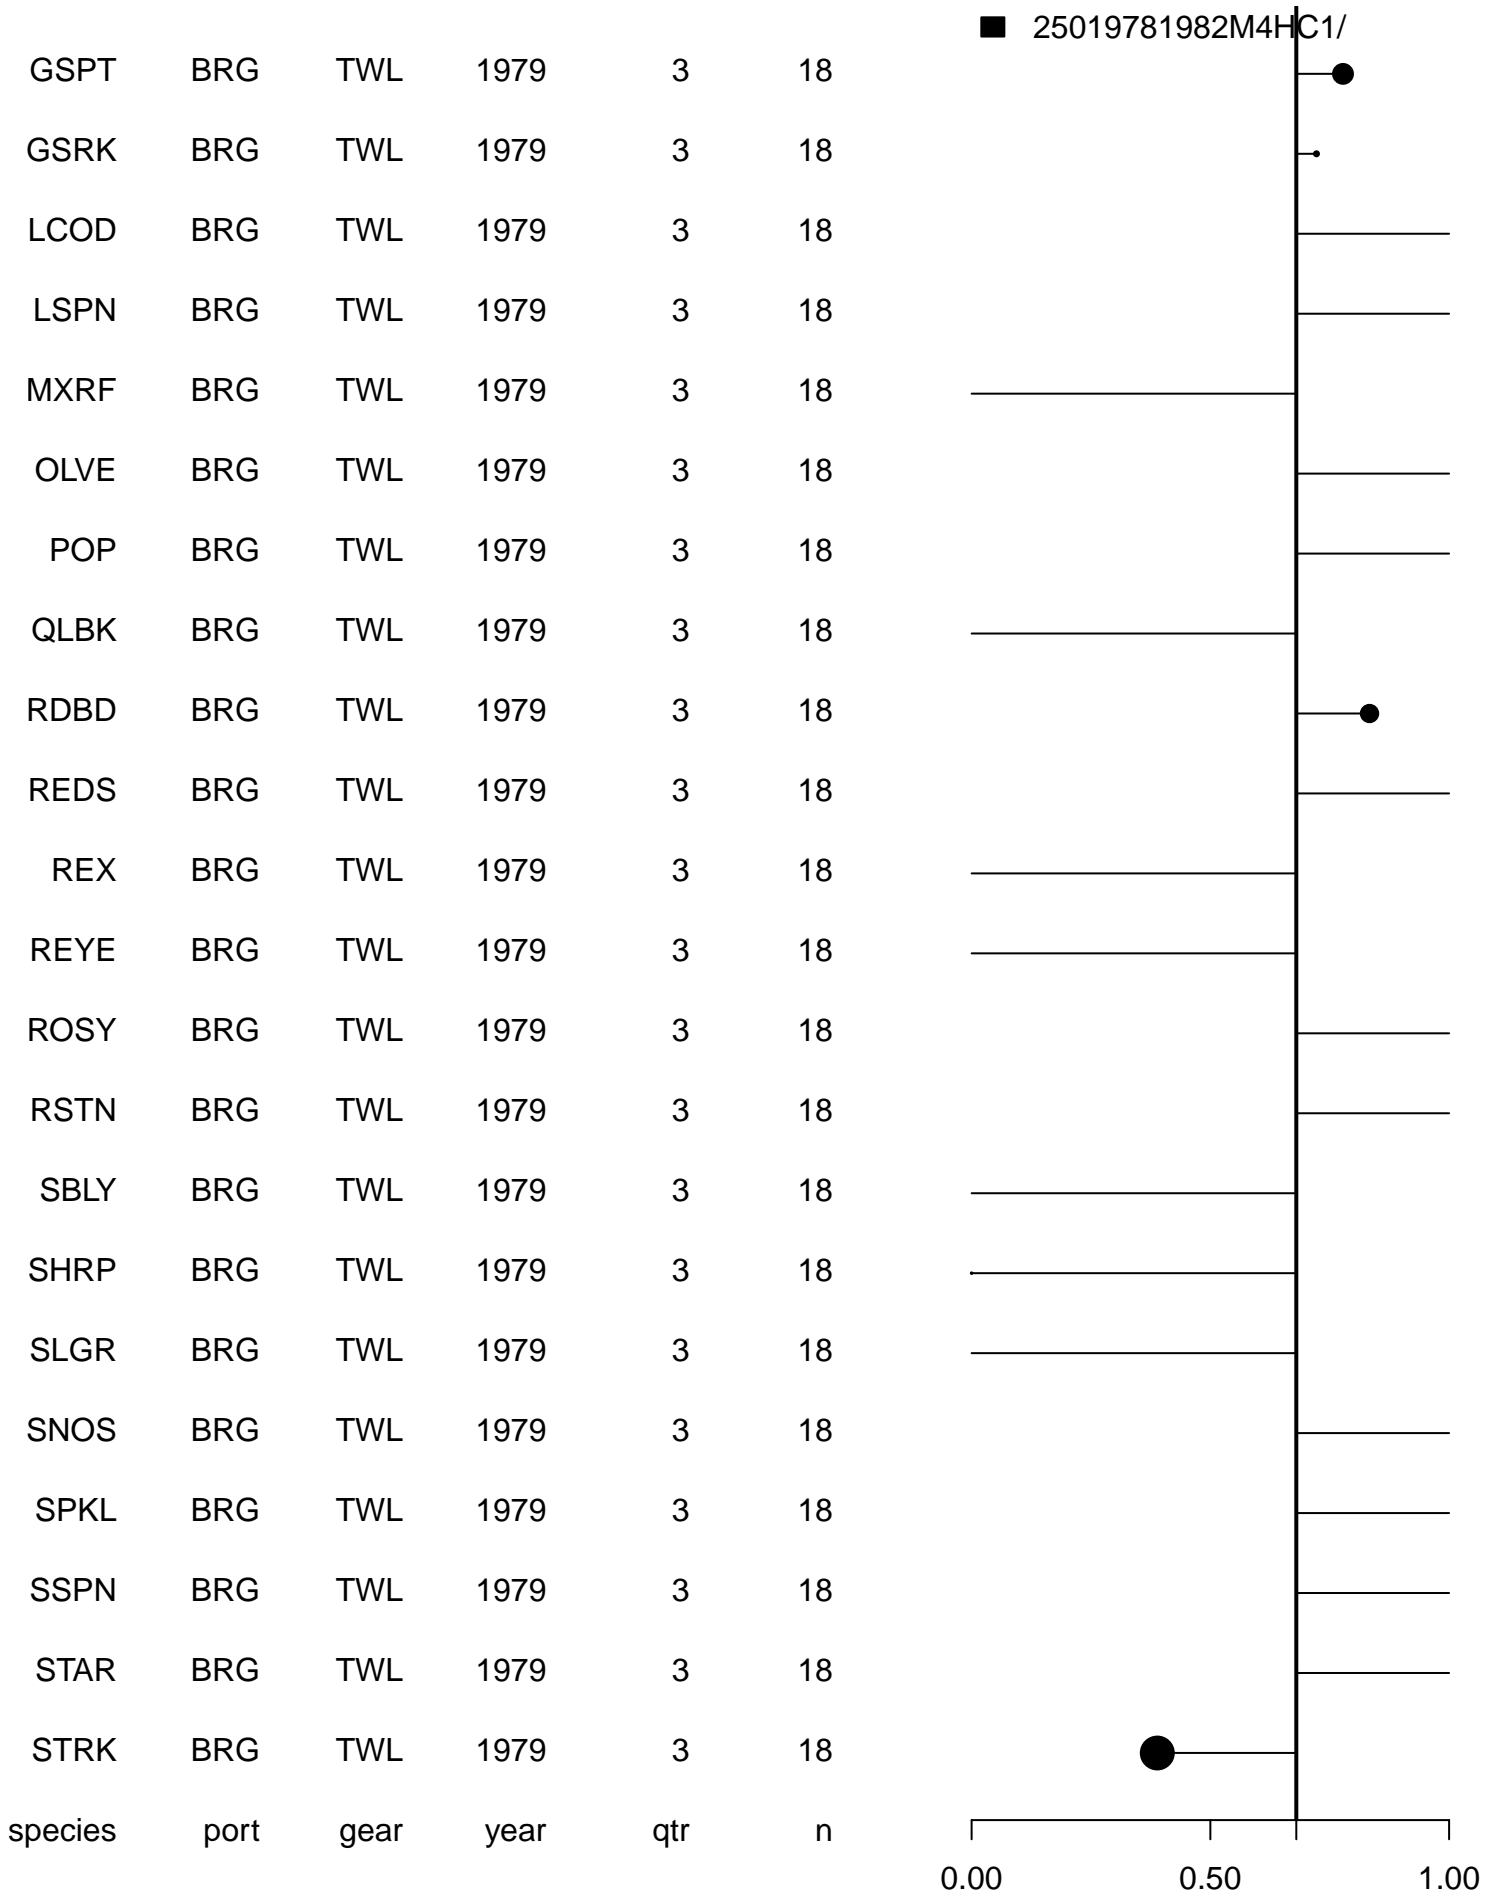 25019781982M4HC1/
GSPT BRG TWL 1979 3 18
GSRK BRG TWL 1979 3 18
LCOD BRG TWL 1979 3 18
LSPN BRG TWL 1979 3 18
MXRF BRG TWL 1979 3 18
OLVE BRG TWL 1979 3 18
POP BRG TWL 1979 3 18
QLBK BRG TWL 1979 3 18
RDBD BRG TWL 1979 3 18
REDS BRG TWL 1979 3 18
REX BRG TWL 1979 3 18
REYE BRG TWL 1979 3 18
ROSY BRG TWL 1979 3 18
RSTN BRG TWL 1979 3 18
SBLY BRG TWL 1979 3 18
SHRP BRG TWL 1979 3 18
SLGR BRG TWL 1979 3 18
SNOS BRG TWL 1979 3 18
SPKL BRG TWL 1979 3 18
SSPN BRG TWL 1979 3 18
STAR BRG TWL 1979 3 18
STRK BRG TWL 1979 3 18
species port gear year qtr n
0.00 0.50 1.00